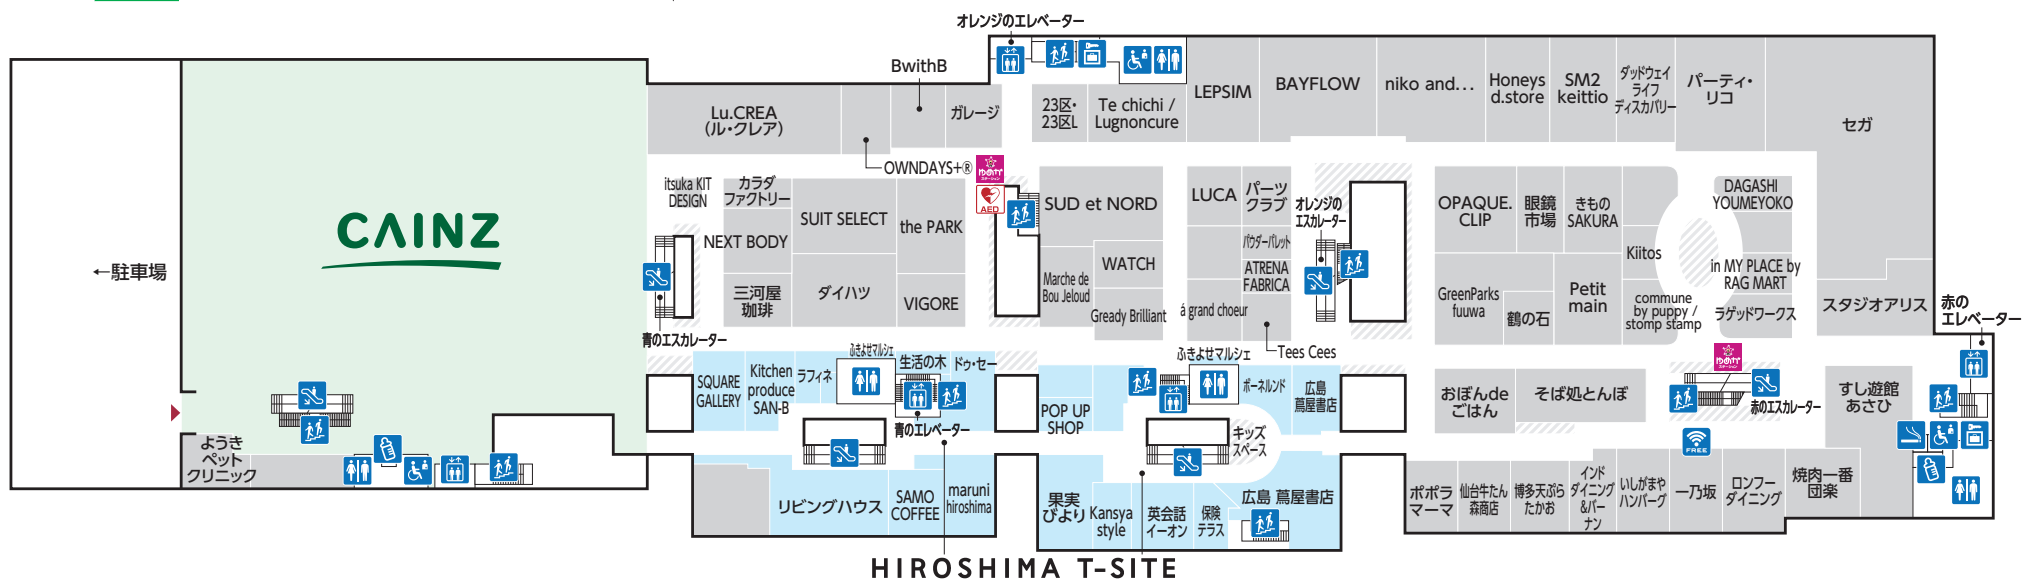 オレンジのエレベーター
BwithB
Lu.CREA
(ル・クレア)
ガレージ
23区・
23区L
Te chichi /
Lugnoncure
LEPSIM
BAYFLOW
niko and...
Honeys
d.store
SM2
keittio
ダッドウェイ
ライフ
ディスカバリー
パーティ・
リコ
セガ
OWNDAYS+®
ゆめか
ステーション
AED
itsuka KIT
DESIGN
カラダ
ファクトリー
SUIT SELECT
the PARK
NEXT BODY
三河屋
珈琲
ダイハツ
VIGORE
SUD et NORD
Marche de
Bou Jeloud
WATCH
Gready Brilliant
LUCA
パーツ
クラブ
パウダーパレット
ATRENA
FABRICA
á grand choeur
Tees Cees
オレンジの
エスカレーター
OPAQUE.
CLIP
眼鏡
市場
きもの
SAKURA
Kiitos
GreenParks
fuuwa
鶴の石
Petit
main
commune
by puppy /
stomp stamp
DAGASHI
YOUMEYOKO
in MY PLACE by
RAG MART
ラゲッドワークス
スタジオアリス
赤の
エレベーター
CAINZ
←駐車場
青のエスカレーター
SQUARE
GALLERY
Kitchen
produce
SAN-B
ラフィネ
ふきよせマルシェ
生活の木
ドゥ・セー
青のエレベーター
POP UP
SHOP
ふきよせマルシェ
ボーネルンド
広島
蔦屋書店
キッズ
スペース
おぼんde
ごはん
そば処とんぼ
ゆめか
ステーション
赤のエスカレーター
すし遊館
あさひ
FREE
ようき
ペット
クリニック
リビングハウス
SAMO
COFFEE
maruni
hiroshima
果実
びより
Kansya
style
英会話
イーオン
保険
テラス
広島 蔦屋書店
ポポラ
マーマ
仙台牛たん
森商店
博多天ぷら
たかお
インド
ダイニング
&バー
ナン
いしがまや
ハンバーグ
一乃坂
ロンフー
ダイニング
焼肉一番
団楽
HIROSHIMA T-SITE